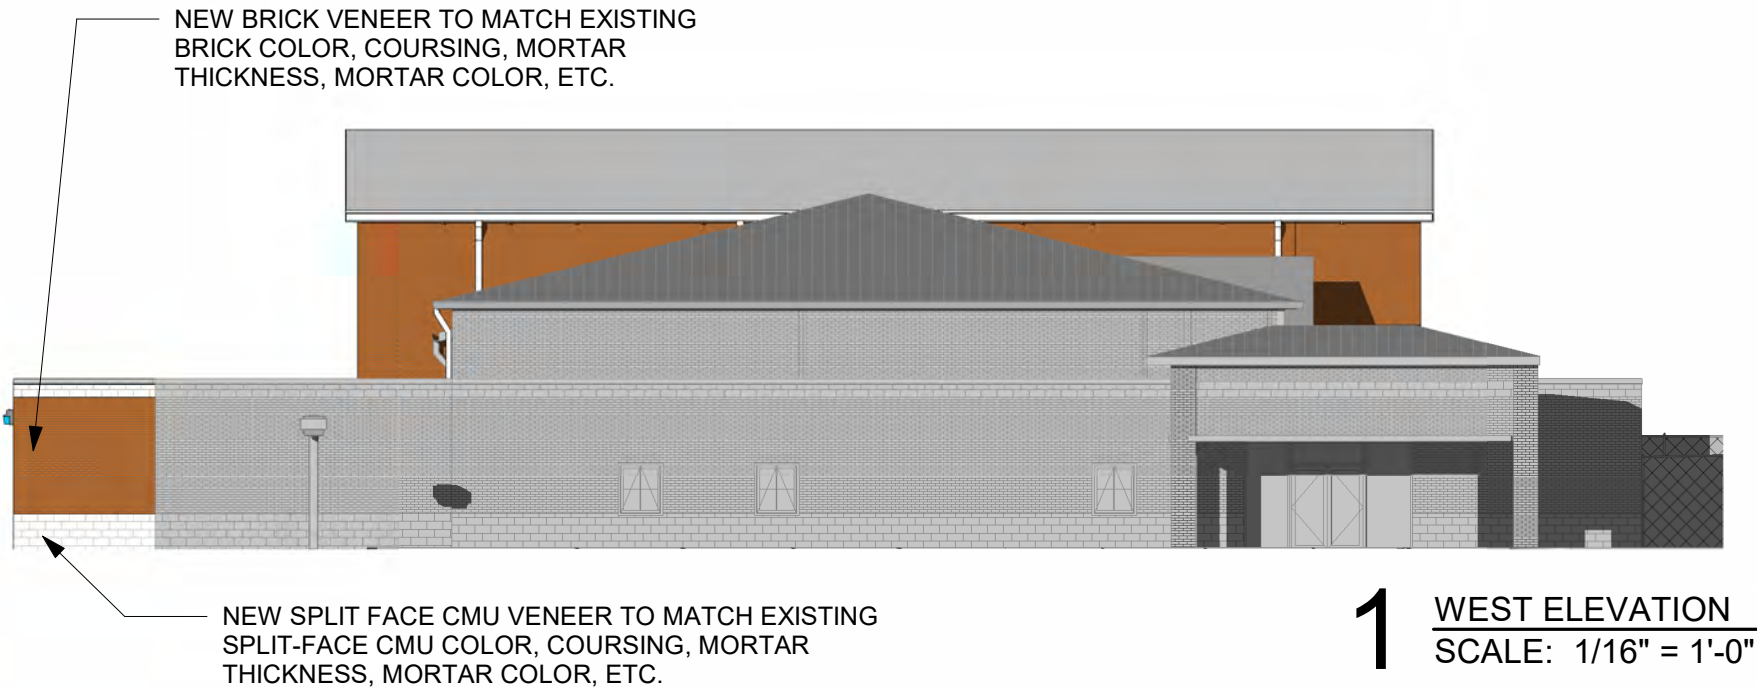 NEW BRICK VENEER TO MATCH EXISTING
BRICK COLOR, COURSING, MORTAR
THICKNESS, MORTAR COLOR, ETC.
NEW SPLIT FACE CMU VENEER TO MATCH EXISTING
SPLIT-FACE CMU COLOR, COURSING, MORTAR
THICKNESS, MORTAR COLOR, ETC.
1
WEST ELEVATION
SCALE: 1/16" = 1'-0"